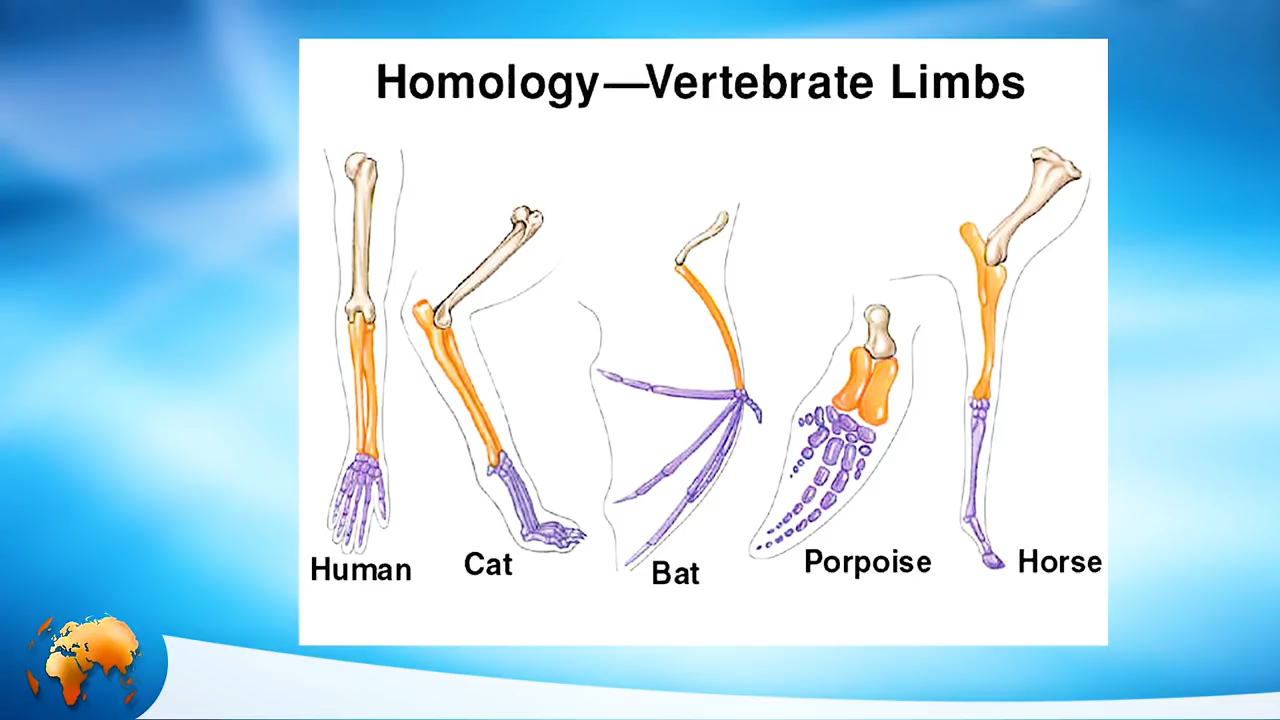 Homology—Vertebrate Limbs
Human
Cat
Bat
Porpoise
Horse